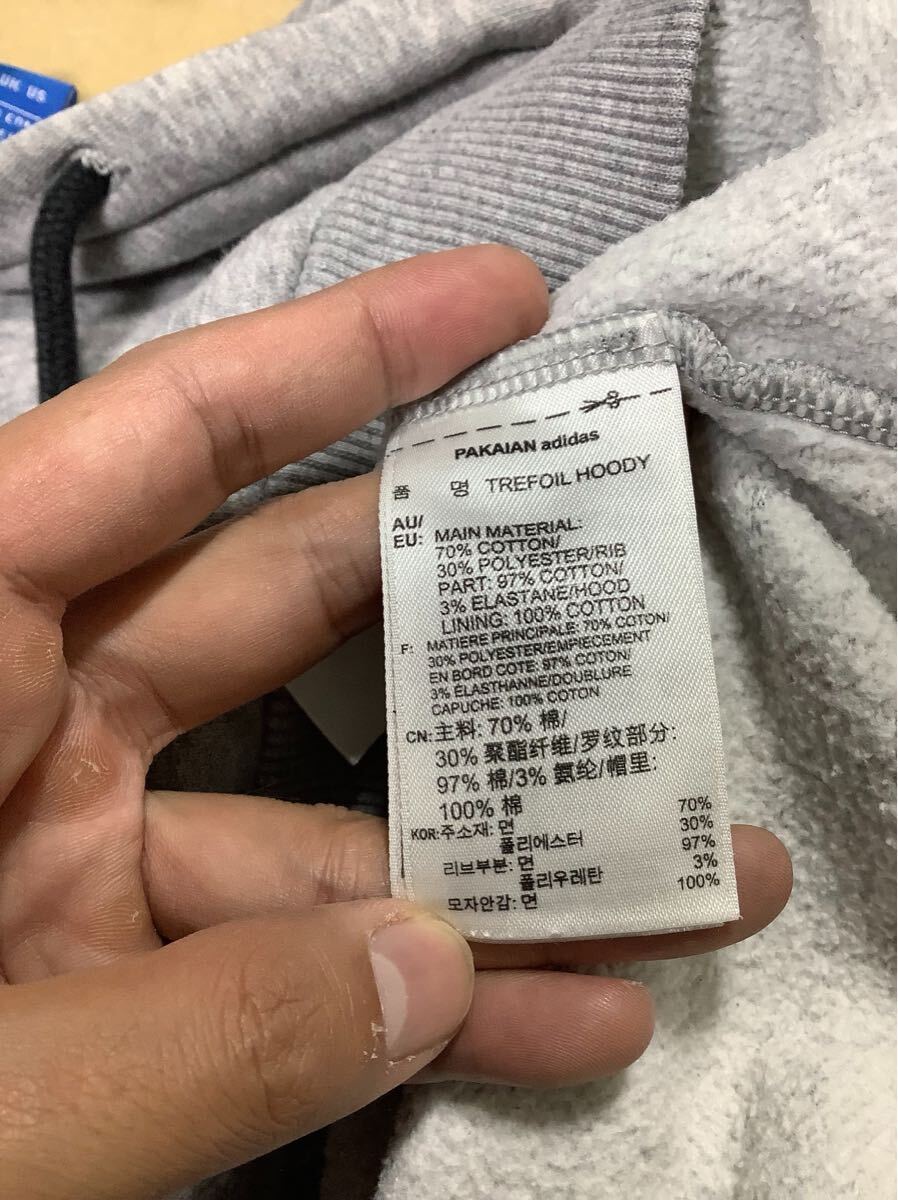 UK US
PAKAIAN adidas
품 명 TREFOIL HOODY
AU/
EU: MAIN MATERIAL:
70% COTTON/
30% POLYESTER/RIB
PART: 97% COTTON/
3% ELASTANE/HOOD
LINING: 100% COTTON
F: MATIERE PRINCIPALE: 70% COTON/
30% POLYESTER/EMPIECEMENT
EN BORD COTE: 97% COTON/
3% ÉLASTHANNE/DOUBLURE
CAPUCHE: 100% COTON
CN: 主料: 70% 棉/
30% 聚酯纤维/罗纹部分:
97% 棉/3% 氨纶/帽里:
100% 棉
KOR: 주소재: 면 70%
폴리에스터 30%
리브부분: 면 97%
폴리우레탄 3%
모자안감: 면 100%